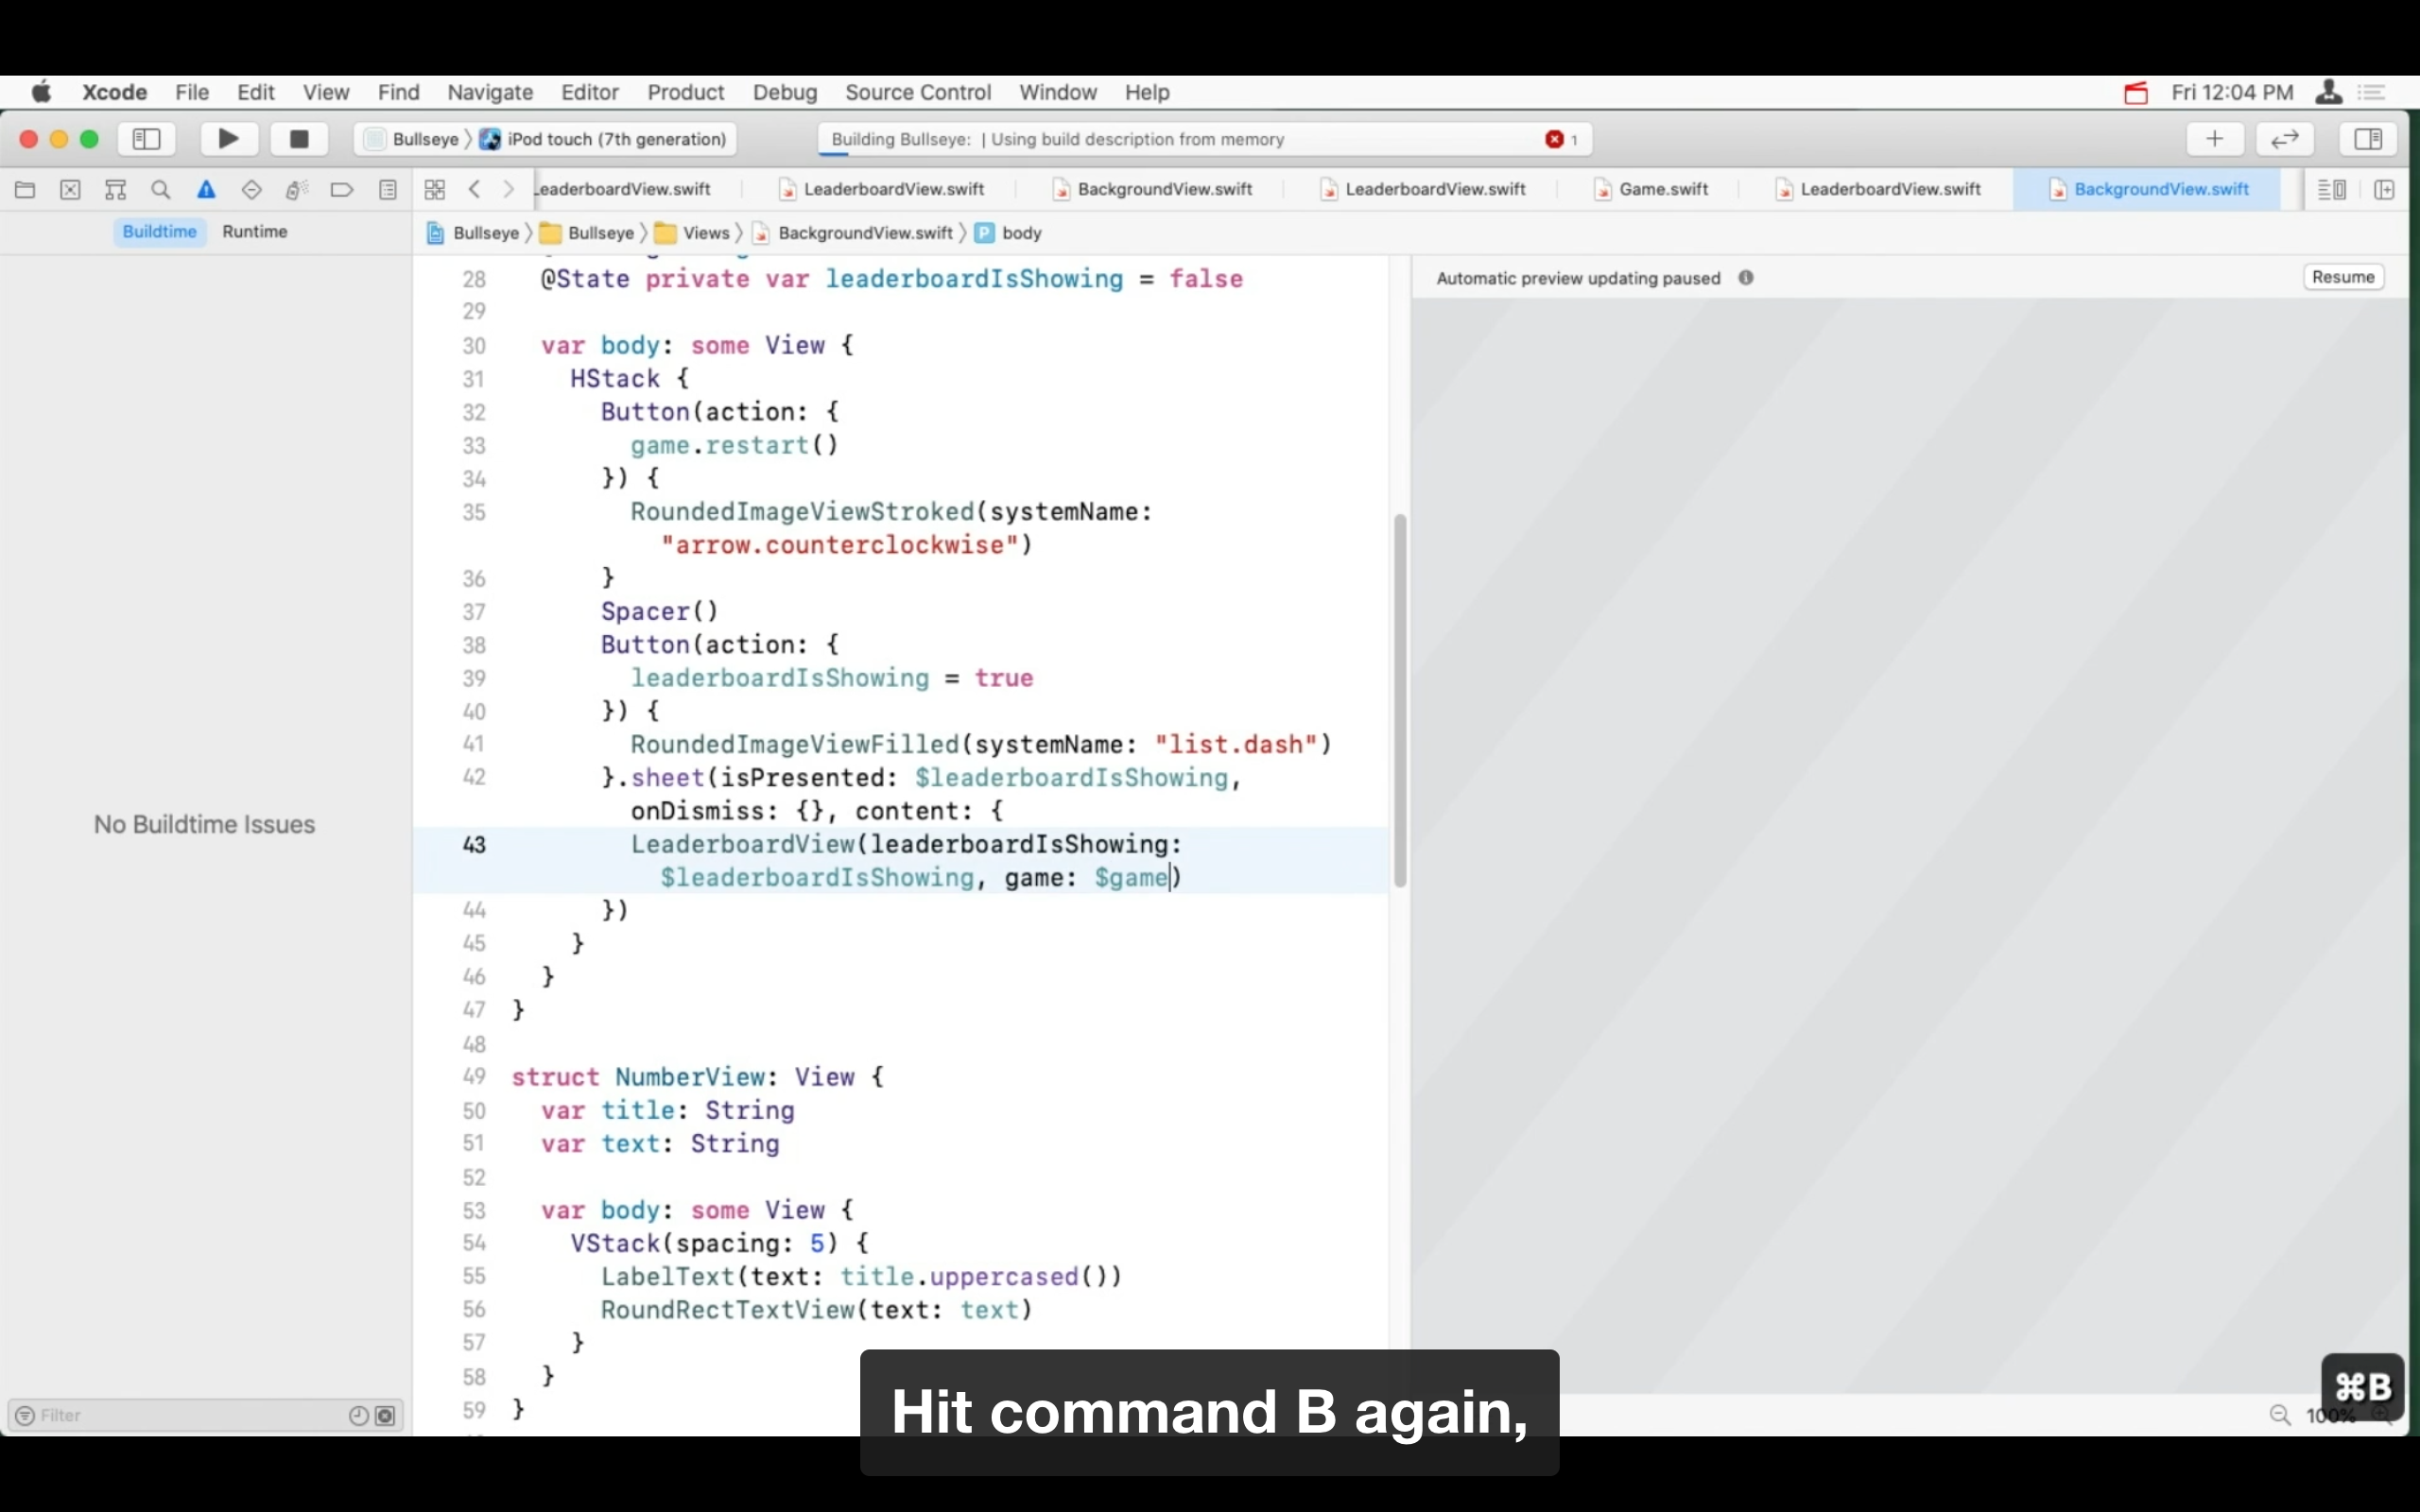 Xcode File Edit View Find Navigate Editor Product Debug Source Control Window Help Fri 12:04 PM
Bullseye iPod touch (7th generation) Building Bullseye: | Using build description from memory 1
eaderboardView.swift LeaderboardView.swift BackgroundView.swift LeaderboardView.swift Game.swift LeaderboardView.swift BackgroundView.swift
Buildtime Runtime
Bullseye Bullseye Views BackgroundView.swift P body
No Buildtime Issues
Filter
28 @State private var leaderboardIsShowing = false
29
30 var body: some View {
31 HStack {
32 Button(action: {
33 game.restart()
34 }) {
35 RoundedImageViewStroked(systemName:
"arrow.counterclockwise")
36 }
37 Spacer()
38 Button(action: {
39 leaderboardIsShowing = true
40 }) {
41 RoundedImageViewFilled(systemName: "list.dash")
42 }.sheet(isPresented: $leaderboardIsShowing,
onDismiss: {}, content: {
43 LeaderboardView(leaderboardIsShowing:
$leaderboardIsShowing, game: $game)
44 })
45 }
46 }
47 }
48
49 struct NumberView: View {
50 var title: String
51 var text: String
52
53 var body: some View {
54 VStack(spacing: 5) {
55 LabelText(text: title.uppercased())
56 RoundRectTextView(text: text)
57 }
58 }
59 }
Automatic preview updating paused Resume
⌘B
100%
Hit command B again,